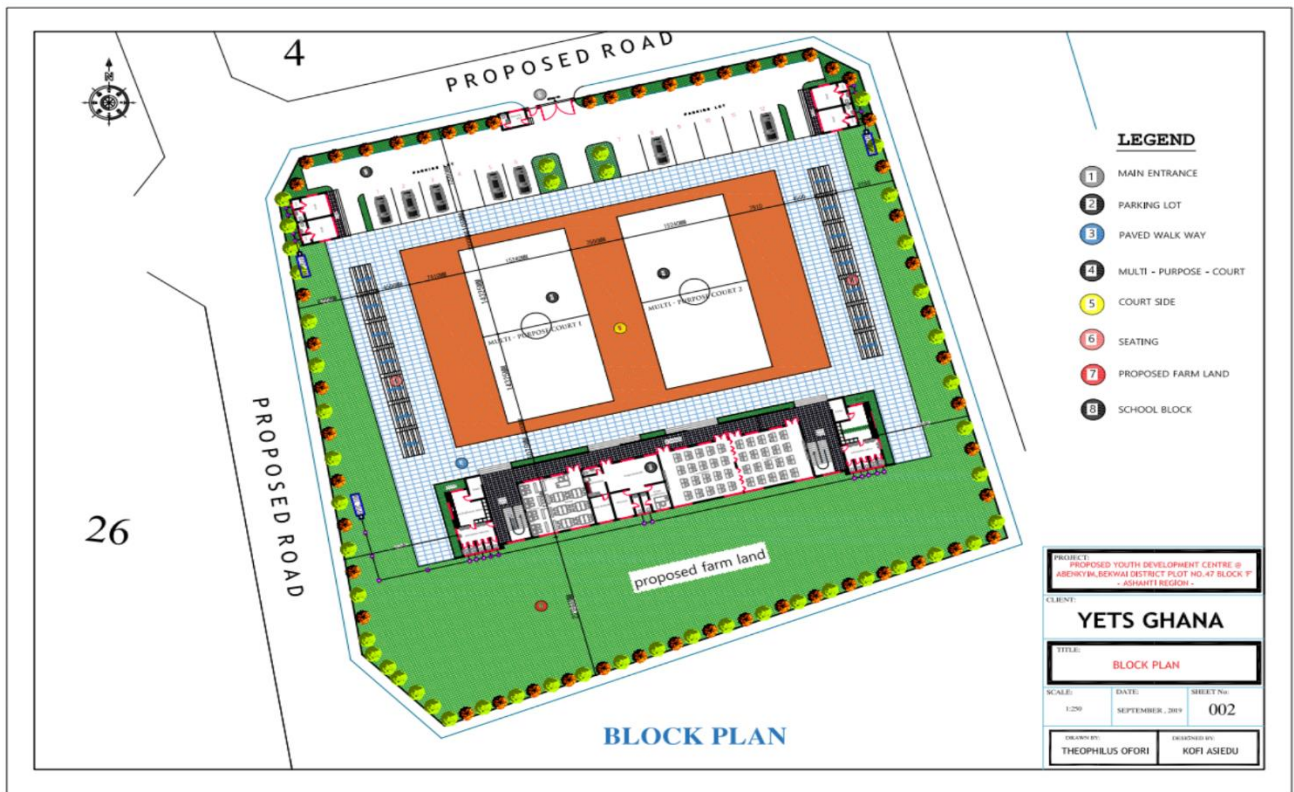 4
PROPOSED ROAD
N
PARKING LOT
PARKING LOT
MULTI - PURPOSE COURT 1
MULTI - PURPOSE COURT 2
PROPOSED ROAD
26
proposed farm land
BLOCK PLAN
LEGEND
1 MAIN ENTRANCE
2 PARKING LOT
3 PAVED WALK WAY
4 MULTI - PURPOSE - COURT
5 COURT SIDE
6 SEATING
7 PROPOSED FARM LAND
8 SCHOOL BLOCK
PROJECT:
PROPOSED YOUTH DEVELOPMENT CENTRE @
ABENKYIM,BEKWAI DISTRICT PLOT NO.47 BLOCK 'F'
- ASHANTI REGION -
CLIENT:
YETS GHANA
TITLE:
BLOCK PLAN
SCALE:
1:250
DATE:
SEPTEMBER , 2019
SHEET No:
002
DRAWN BY:
THEOPHILUS OFORI
DESIGNED BY:
KOFI ASIEDU